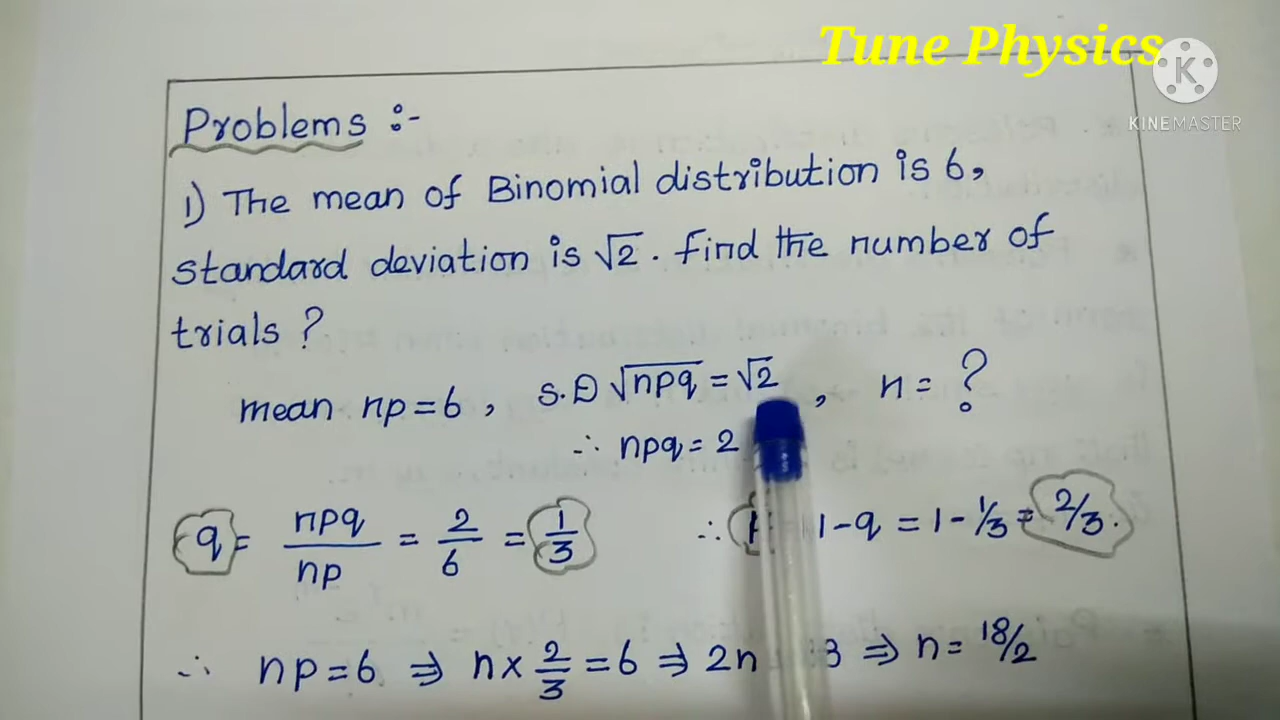 Tune Physics
K
KINEMASTER
Problems :-
1) The mean of Binomial distribution is 6,
standard deviation is √2. Find the number of
trials ?
mean np = 6, S.D √npq = √2, n = ?
∴ npq = 2
q = npq/np = 2/6 = 1/3 ∴ 1 - q = 1 - 1/3 = 2/3.
∴ np = 6 ⇒ n × 2/3 = 6 ⇒ 2n 8 ⇒ n = 18/2